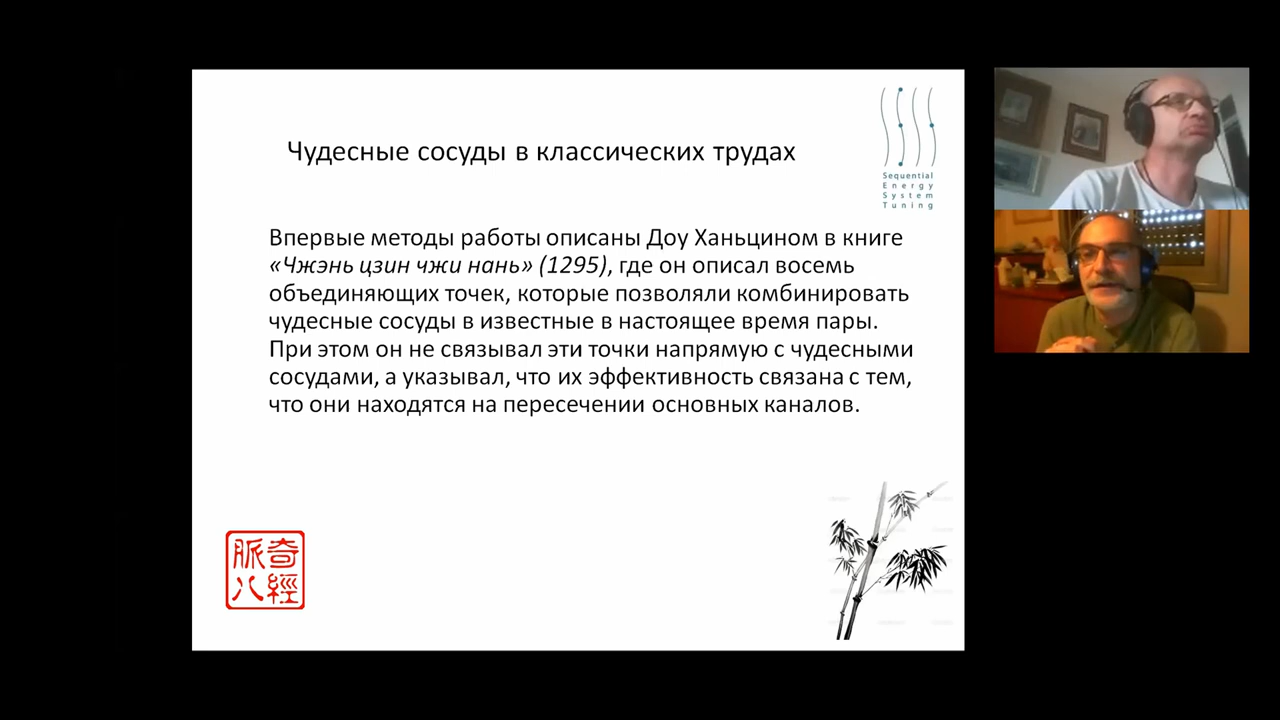 Чудесные сосуды в классических трудах
Sequential
Energy
System
Tuning
Впервые методы работы описаны Доу Ханьцином в книге
«Чжэнь цзин чжи нань» (1295), где он описал восемь
объединяющих точек, которые позволяли комбинировать
чудесные сосуды в известные в настоящее время пары.
При этом он не связывал эти точки напрямую с чудесными
сосудами, а указывал, что их эффективность связана с тем,
что они находятся на пересечении основных каналов.
奇經
八脈